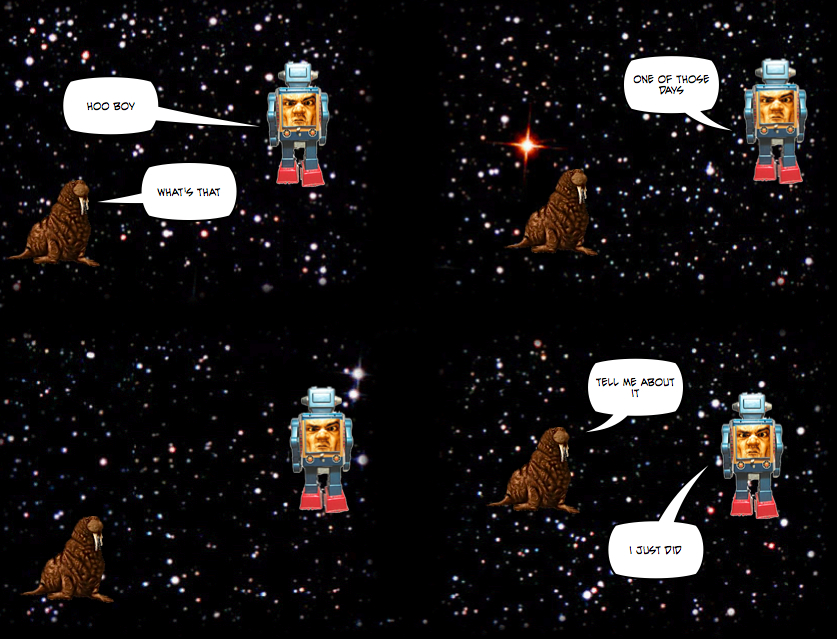 HOO BOY
WHAT'S THAT
ONE OF THOSE
DAYS
TELL ME ABOUT
IT
I JUST DID